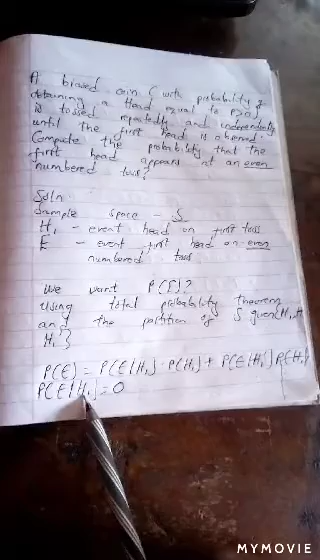 A biased coin C with probability of
obtaining a Head equal to P>0
is tossed repeatedly and independently
until the first head is observed.
Compute the probability that the
first head appears at an even
numbered toss?
Soln
Sample space - S
H₁ - event head on first toss
E - event first head on even
numbered toss
We want P(E)?
Using total probability theorem
and the partition of S given {H₁, H
H₁}
P(E) = P(E/H₁) · P(H₁) + P(E/H₁')P(H₁
P(E/H₁) = 0
MYMOVIE